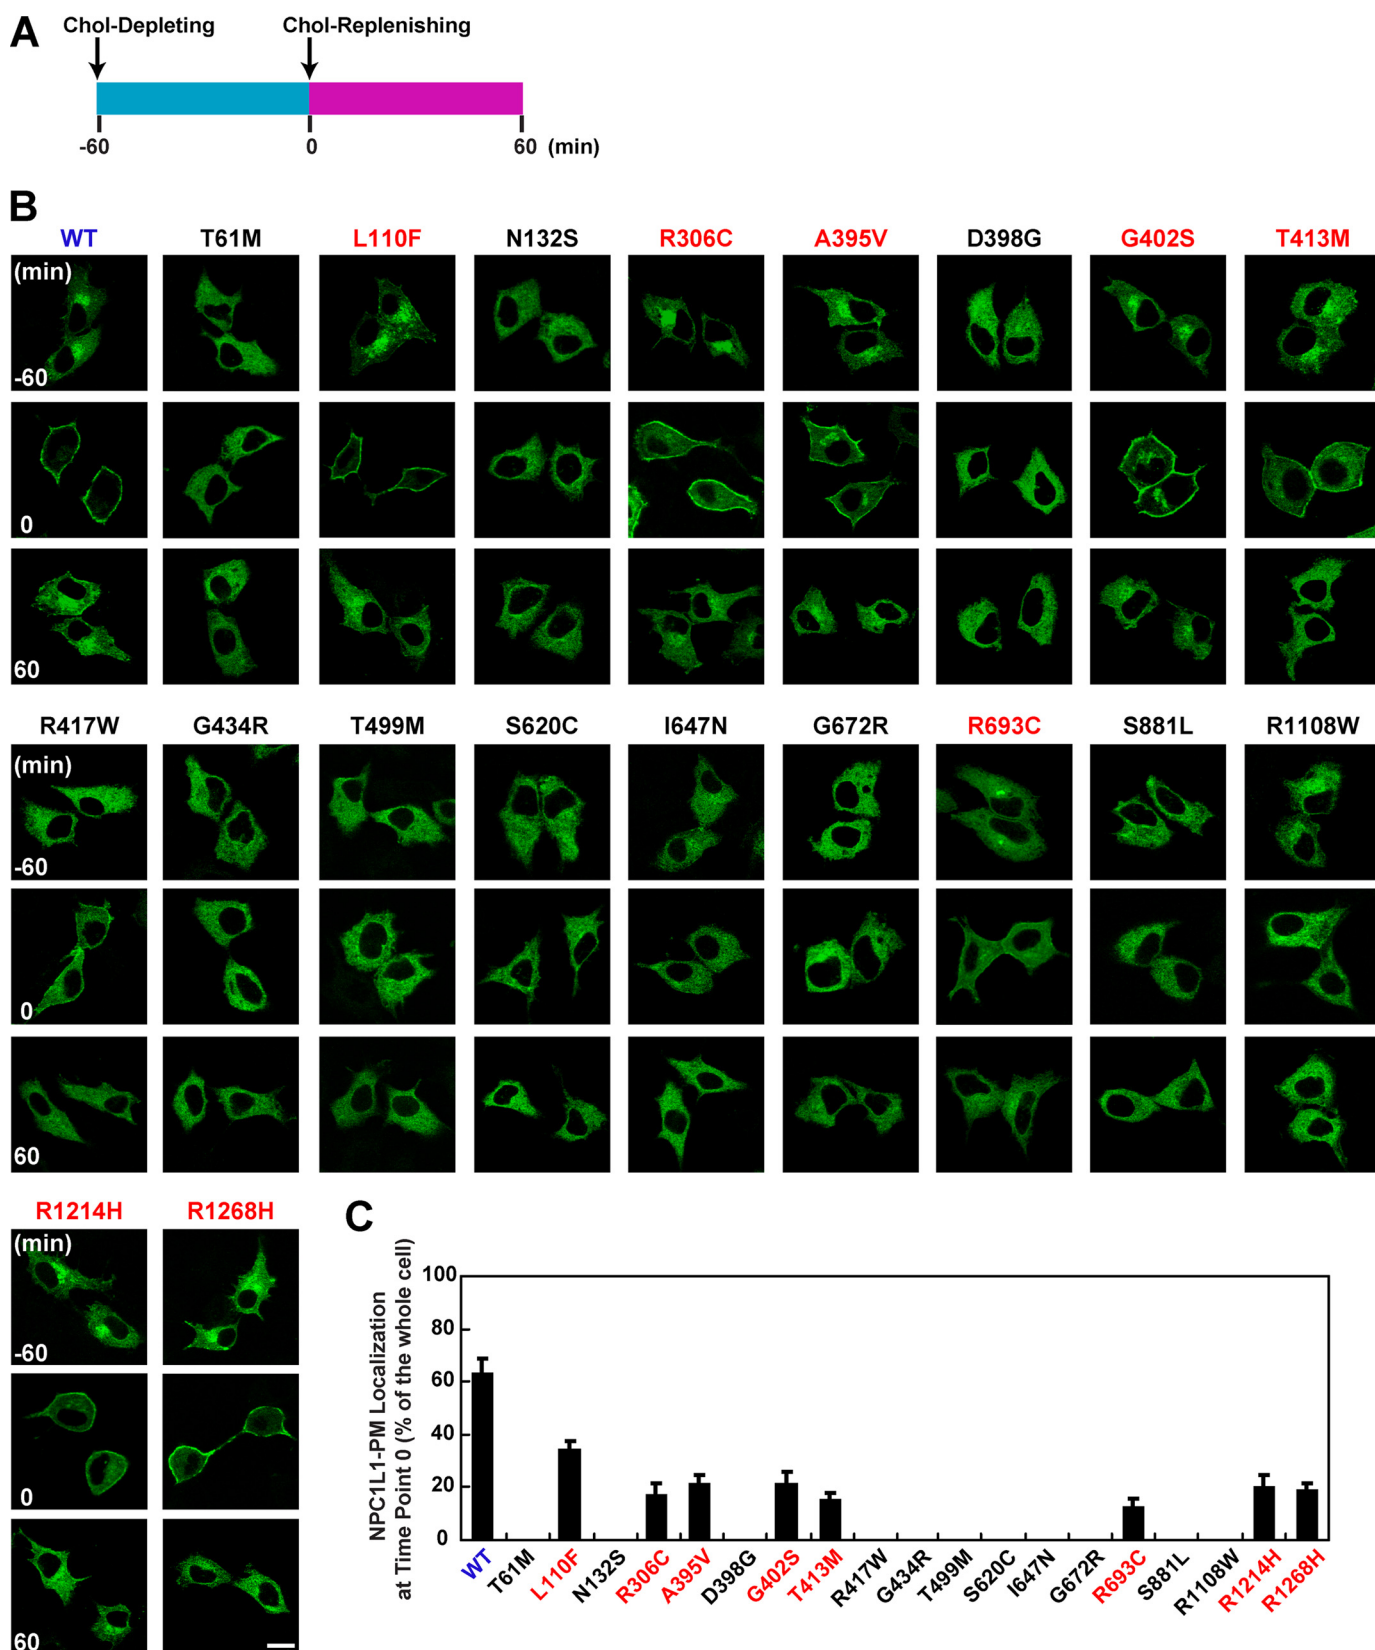 A
Chol-Depleting
Chol-Replenishing
-60
0
60 (min)
B
WT T61M L110F N132S R306C A395V D398G G402S T413M
(min)
-60
0
60
R417W G434R T499M S620C I647N G672R R693C S881L R1108W
(min)
-60
0
60
R1214H R1268H
(min)
-60
0
60
C
NPC1L1-PM Localization
at Time Point 0 (% of the whole cell)
100
80
60
40
20
0
WT T61M L110F N132S R306C A395V D398G G402S T413M R417W G434R T499M S620C I647N G672R R693C S881L R1108W R1214H R1268H